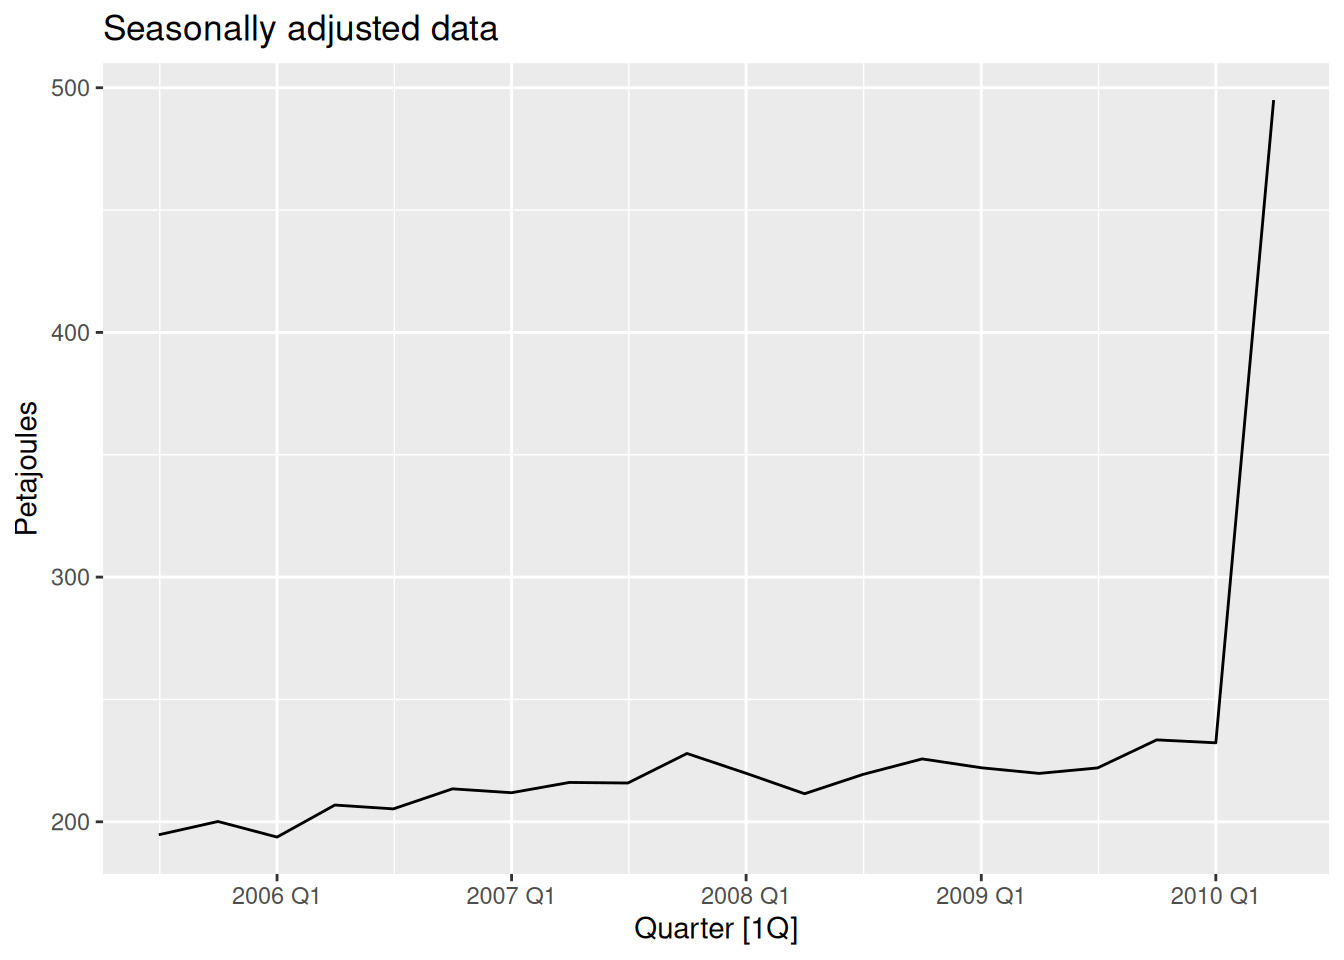 Seasonally adjusted data
500
400
300
200
Petajoules
2006 Q1
2007 Q1
2008 Q1
2009 Q1
2010 Q1
Quarter [1Q]